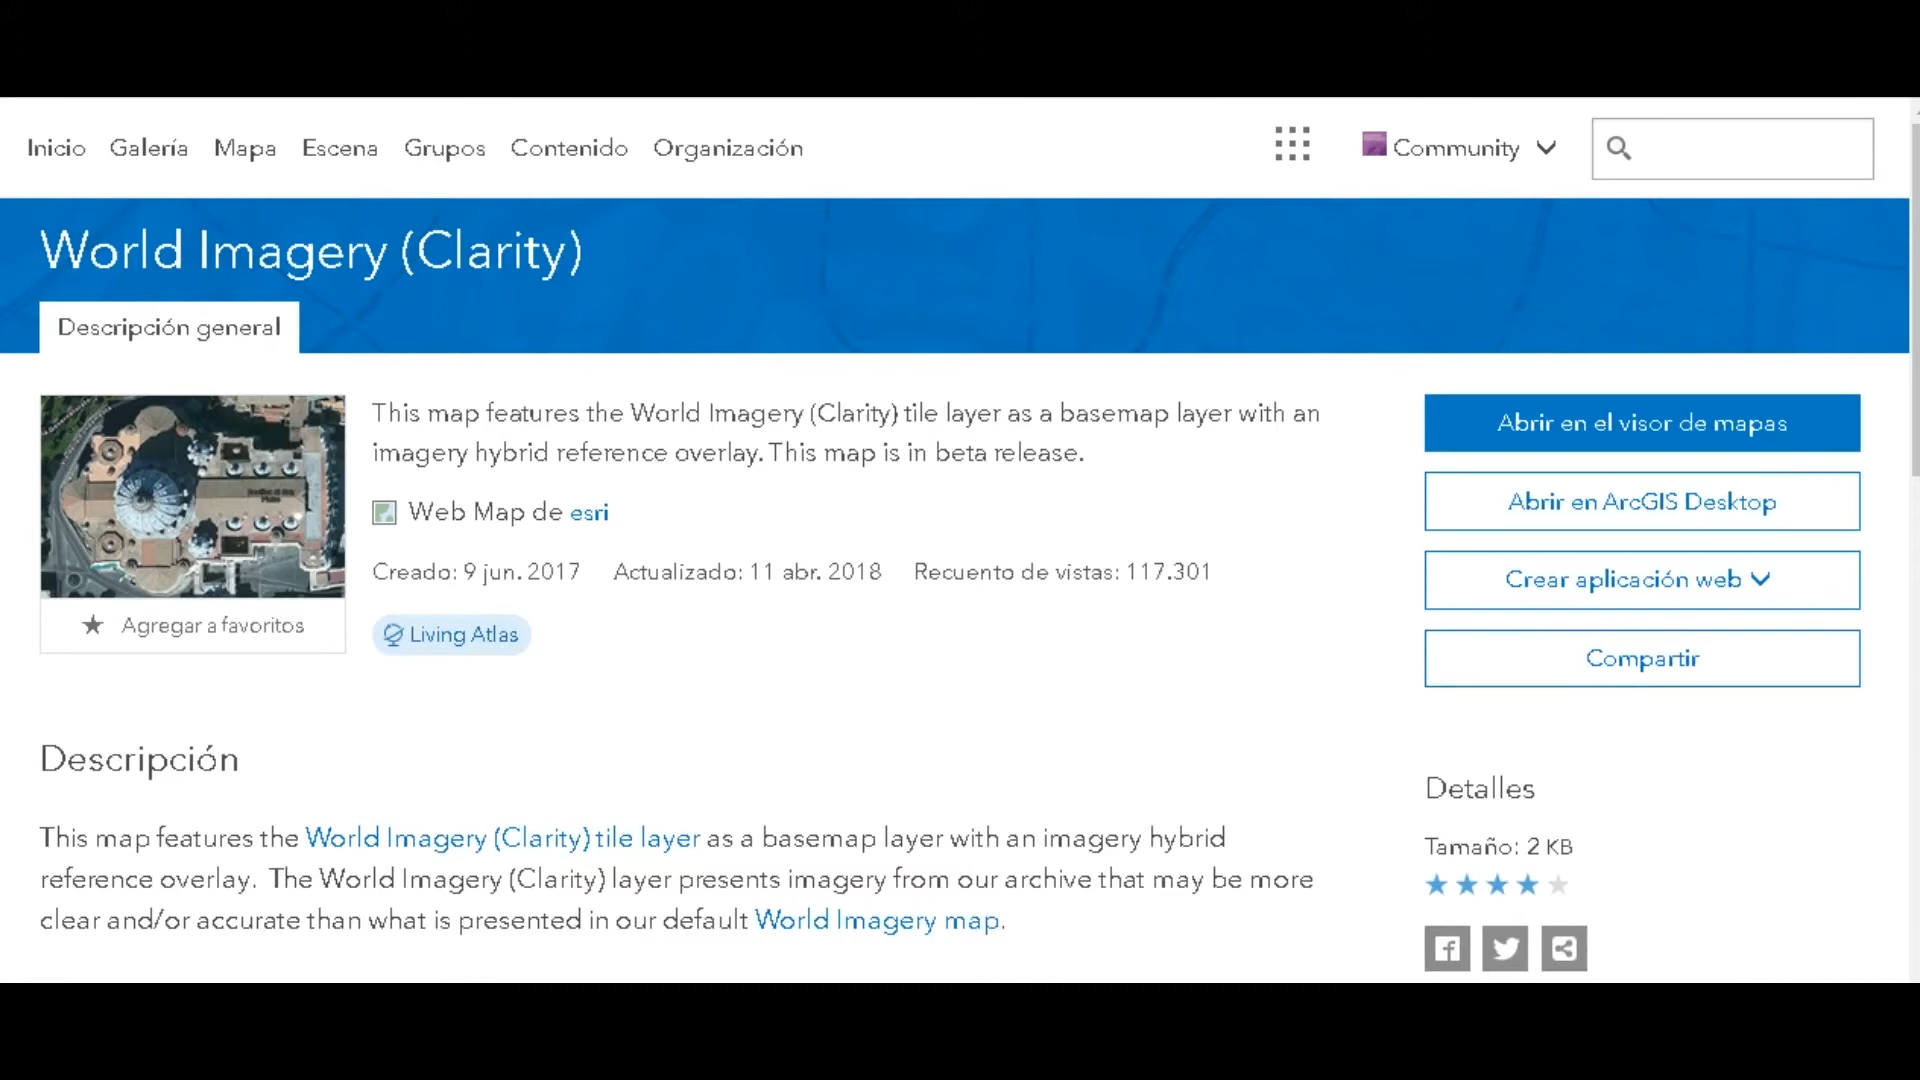 Inicio Galería Mapa Escena Grupos Contenido Organización Community
World Imagery (Clarity)
Descripción general
This map features the World Imagery (Clarity) tile layer as a basemap layer with an
imagery hybrid reference overlay. This map is in beta release.
Web Map de esri
Creado: 9 jun. 2017 Actualizado: 11 abr. 2018 Recuento de vistas: 117.301
Agregar a favoritos
Living Atlas
Abrir en el visor de mapas
Abrir en ArcGIS Desktop
Crear aplicación web
Compartir
Descripción
This map features the World Imagery (Clarity) tile layer as a basemap layer with an imagery hybrid
reference overlay. The World Imagery (Clarity) layer presents imagery from our archive that may be more
clear and/or accurate than what is presented in our default World Imagery map.
Detalles
Tamaño: 2 KB